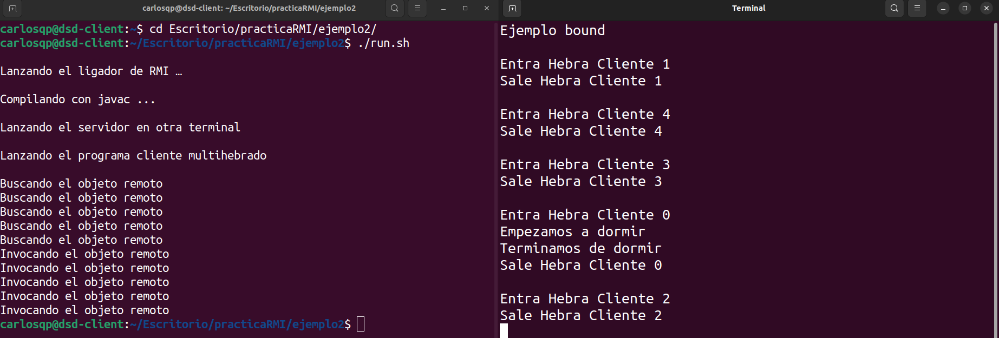 carlosqp@dsd-client: ~/Escritorio/practicaRMI/ejemplo2
carlosqp@dsd-client:~$ cd Escritorio/practicaRMI/ejemplo2/
carlosqp@dsd-client:~/Escritorio/practicaRMI/ejemplo2$ ./run.sh
Lanzando el ligador de RMI …
Compilando con javac ...
Lanzando el servidor en otra terminal
Lanzando el programa cliente multihebrado
Buscando el objeto remoto
Buscando el objeto remoto
Buscando el objeto remoto
Buscando el objeto remoto
Buscando el objeto remoto
Invocando el objeto remoto
Invocando el objeto remoto
Invocando el objeto remoto
Invocando el objeto remoto
Invocando el objeto remoto
carlosqp@dsd-client:~/Escritorio/practicaRMI/ejemplo2$
Terminal
Ejemplo bound
Entra Hebra Cliente 1
Sale Hebra Cliente 1
Entra Hebra Cliente 4
Sale Hebra Cliente 4
Entra Hebra Cliente 3
Sale Hebra Cliente 3
Entra Hebra Cliente 0
Empezamos a dormir
Terminamos de dormir
Sale Hebra Cliente 0
Entra Hebra Cliente 2
Sale Hebra Cliente 2